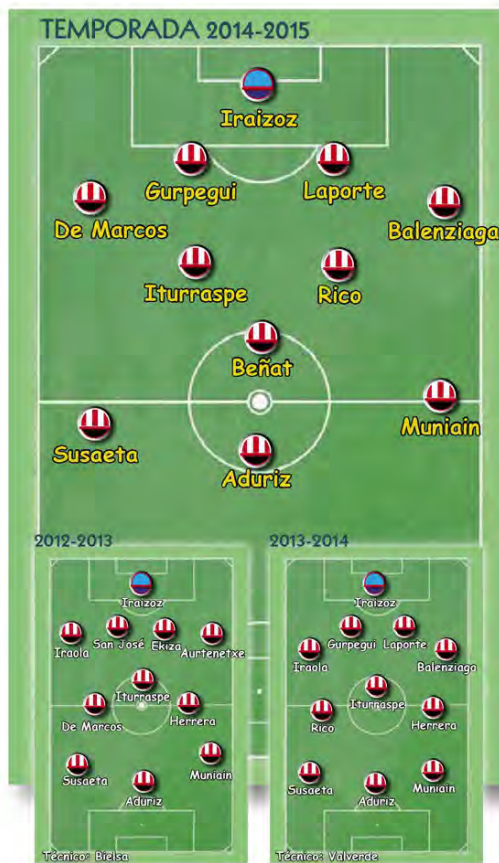 TEMPORADA 2014-2015
Iraizoz
Gurpegui
Laporte
De Marcos
Balenziaga
Iturraspe
Rico
Beñat
Susaeta
Muniain
Aduriz
2012-2013
Iraizoz
Iraola
San José
Ekiza
Aurtenetxe
Iturraspe
De Marcos
Herrera
Susaeta
Muniain
Aduriz
Técnico: Bielsa
2013-2014
Iraizoz
Iraola
Gurpegui
Laporte
Balenziaga
Iturraspe
Rico
Herrera
Susaeta
Aduriz
Muniain
Técnico: Valverde